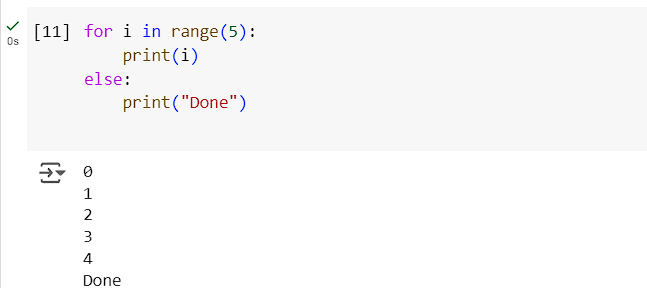 [11] for i in range(5):
    print(i)
else:
    print("Done")
0s
0
1
2
3
4
Done